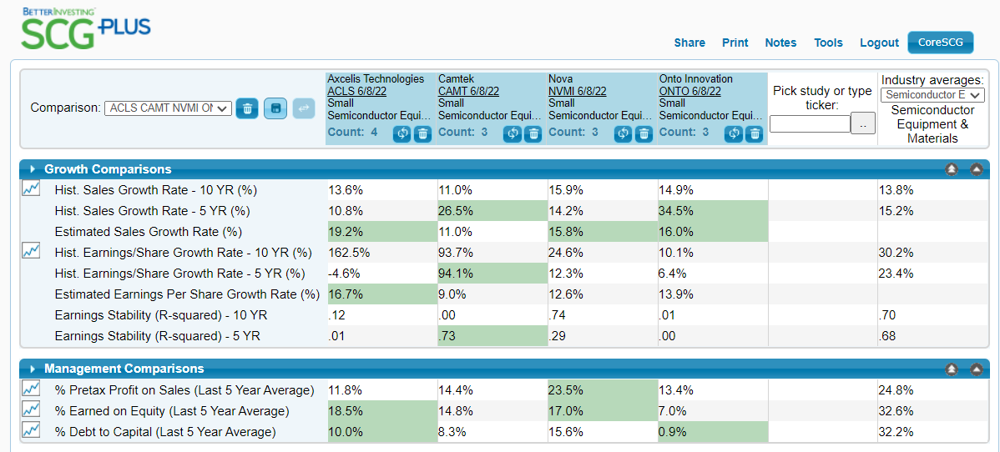 BETTERINVESTING
SCG PLUS
Share Print Notes Tools Logout CoreSCG
Comparison: ACLS CAMT NVMI ON
Axcelis Technologies
ACLS 6/8/22
Small
Semiconductor Equi...
Count: 4
Camtek
CAMT 6/8/22
Small
Semiconductor Equi...
Count: 3
Nova
NVMI 6/8/22
Small
Semiconductor Equi...
Count: 3
Onto Innovation
ONTO 6/8/22
Small
Semiconductor Equi...
Count: 3
Pick study or type
ticker:
..
Industry averages:
Semiconductor E
Semiconductor
Equipment &
Materials
Growth Comparisons
Hist. Sales Growth Rate - 10 YR (%) 13.6% 11.0% 15.9% 14.9% 13.8%
Hist. Sales Growth Rate - 5 YR (%) 10.8% 26.5% 14.2% 34.5% 15.2%
Estimated Sales Growth Rate (%) 19.2% 11.0% 15.8% 16.0%
Hist. Earnings/Share Growth Rate - 10 YR (%) 162.5% 93.7% 24.6% 10.1% 30.2%
Hist. Earnings/Share Growth Rate - 5 YR (%) -4.6% 94.1% 12.3% 6.4% 23.4%
Estimated Earnings Per Share Growth Rate (%) 16.7% 9.0% 12.6% 13.9%
Earnings Stability (R-squared) - 10 YR .12 .00 .74 .01 .70
Earnings Stability (R-squared) - 5 YR .01 .73 .29 .00 .68
Management Comparisons
% Pretax Profit on Sales (Last 5 Year Average) 11.8% 14.4% 23.5% 13.4% 24.8%
% Earned on Equity (Last 5 Year Average) 18.5% 14.8% 17.0% 7.0% 32.6%
% Debt to Capital (Last 5 Year Average) 10.0% 8.3% 15.6% 0.9% 32.2%